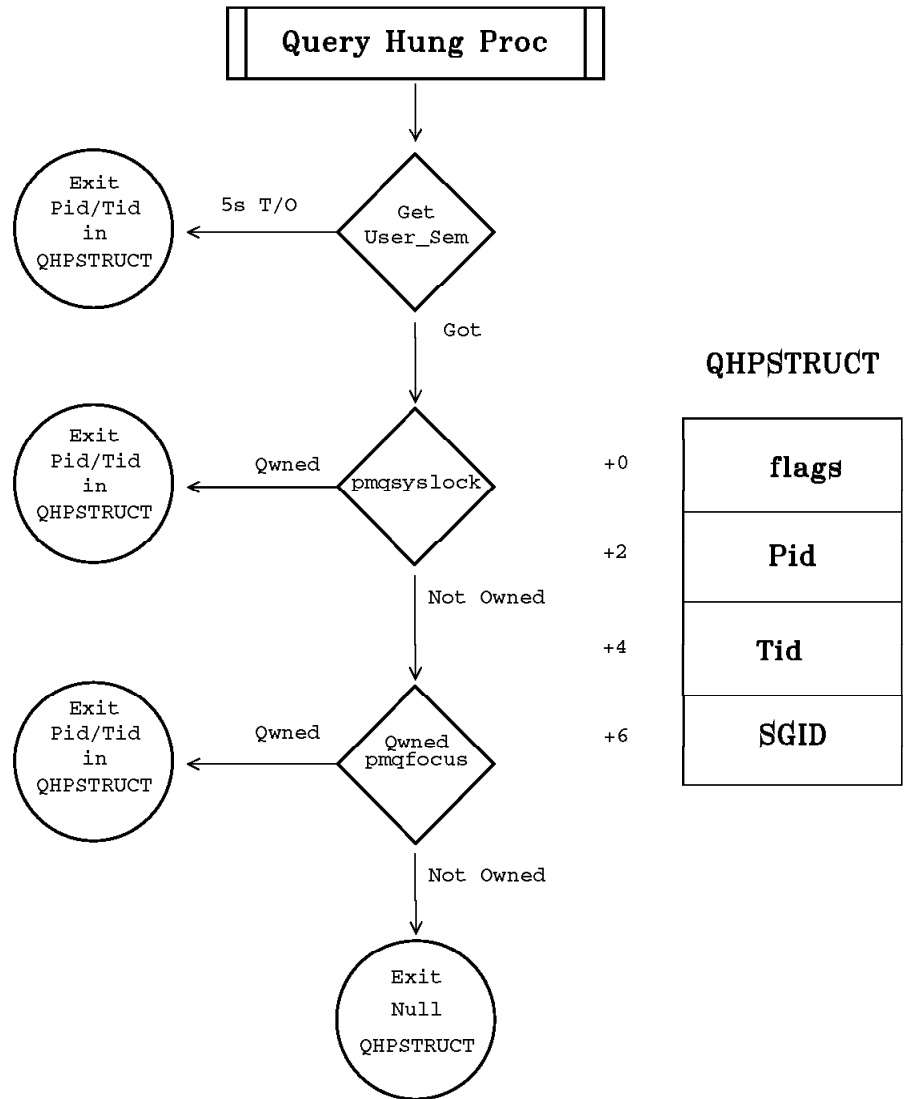 Query Hung Proc
Exit
Pid/Tid
in
QHPSTRUCT
5s T/O
Get
User_Sem
Got
Exit
Pid/Tid
in
QHPSTRUCT
Qwned
pmqsyslock
Not Owned
Exit
Pid/Tid
in
QHPSTRUCT
Qwned
Qwned
pmqfocus
Not Owned
Exit
Null
QHPSTRUCT
QHPSTRUCT
+0 flags
+2 Pid
+4 Tid
+6 SGID